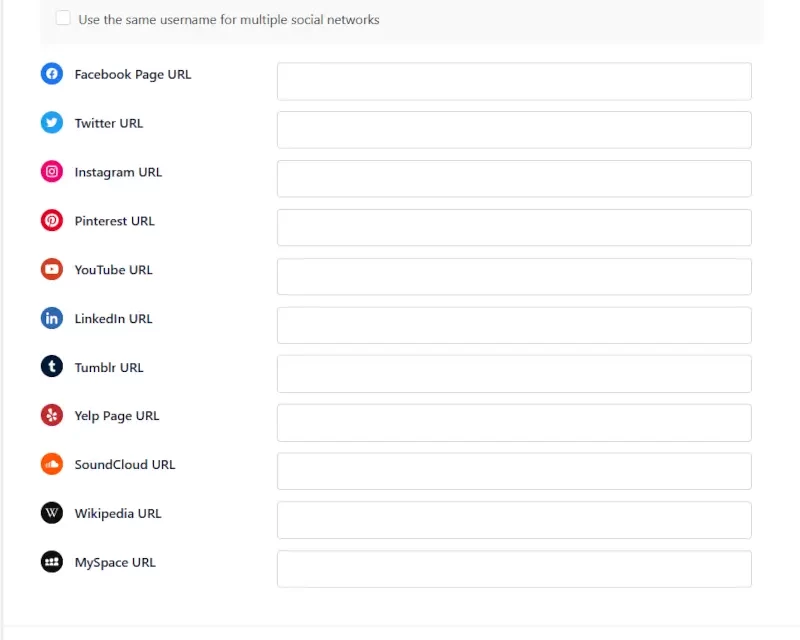 Use the same username for multiple social networks
Facebook Page URL
Twitter URL
Instagram URL
Pinterest URL
YouTube URL
in LinkedIn URL
t Tumblr URL
Yelp Page URL
SoundCloud URL
W Wikipedia URL
MySpace URL